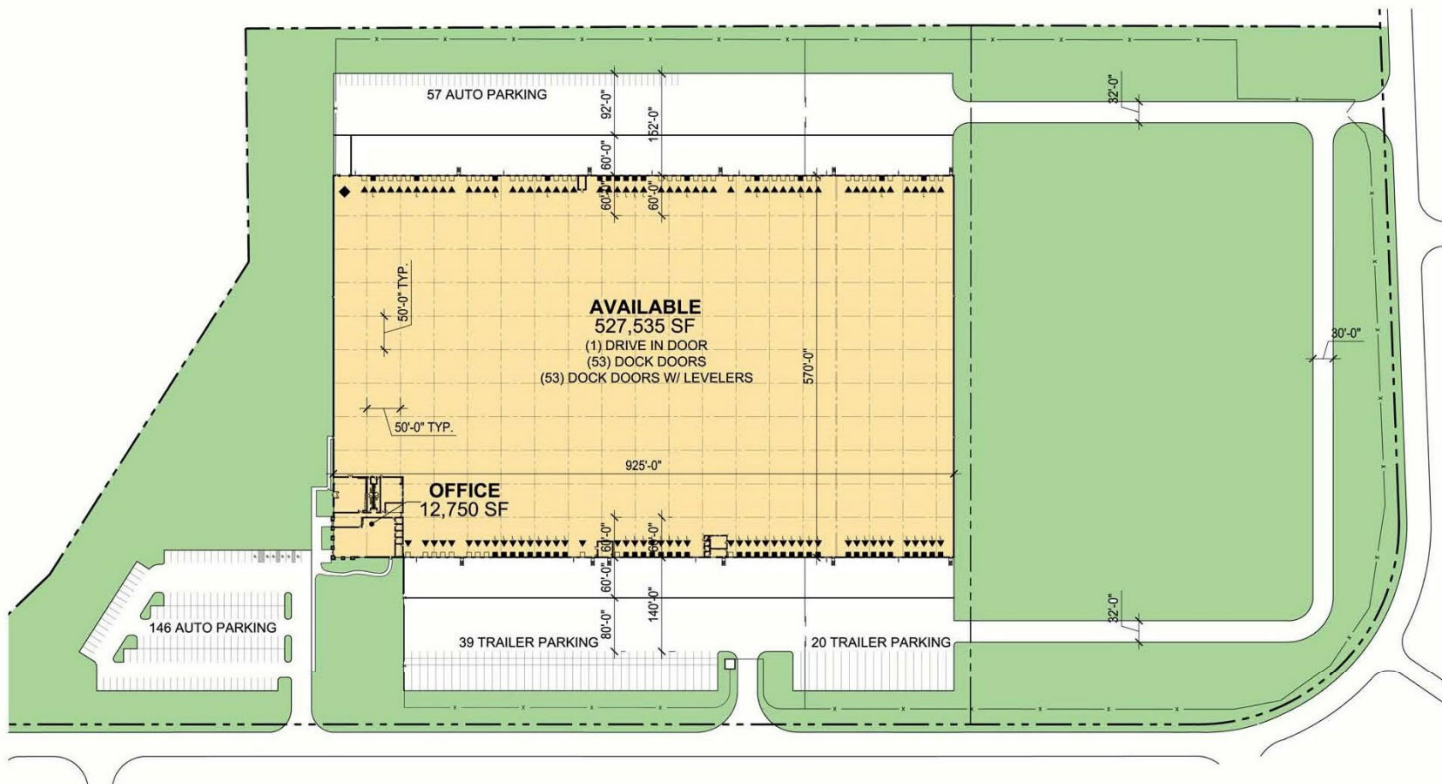 57 AUTO PARKING
92'-0"
152'-0"
32'-0"
60'-0"
60'-0"
60'-0"
50'-0" TYP.
AVAILABLE
527,535 SF
(1) DRIVE IN DOOR
(53) DOCK DOORS
(53) DOCK DOORS W/ LEVELERS
570'-0"
30'-0"
50'-0" TYP.
925'-0"
OFFICE
12,750 SF
60'-0"
60'-0"
60'-0"
140'-0"
80'-0"
32'-0"
146 AUTO PARKING
39 TRAILER PARKING
20 TRAILER PARKING